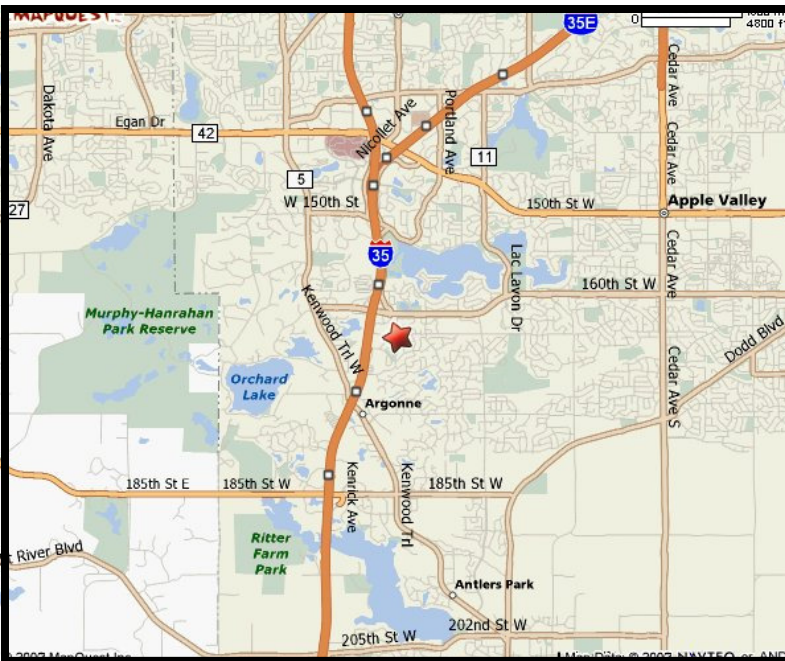 MAPQUEST
35E
0
4800 ft
Dakota Ave
Egan Dr
42
Nicollet Ave
Portland Ave
Cedar Ave
Cedar Ave
11
5
W 150th St
150th St W
Apple Valley
27
35
Lac Lavon Dr
Cedar Ave
160th St W
Murphy-Hanrahan
Park Reserve
Kenwood Trl W
Dodd Blvd
Orchard
Lake
Argonne
Cedar Ave S
185th St E
185th St W
Kenrick Ave
Kenwood Trl
185th St W
Ritter
Farm
Park
River Blvd
Antlers Park
202nd St W
205th St W